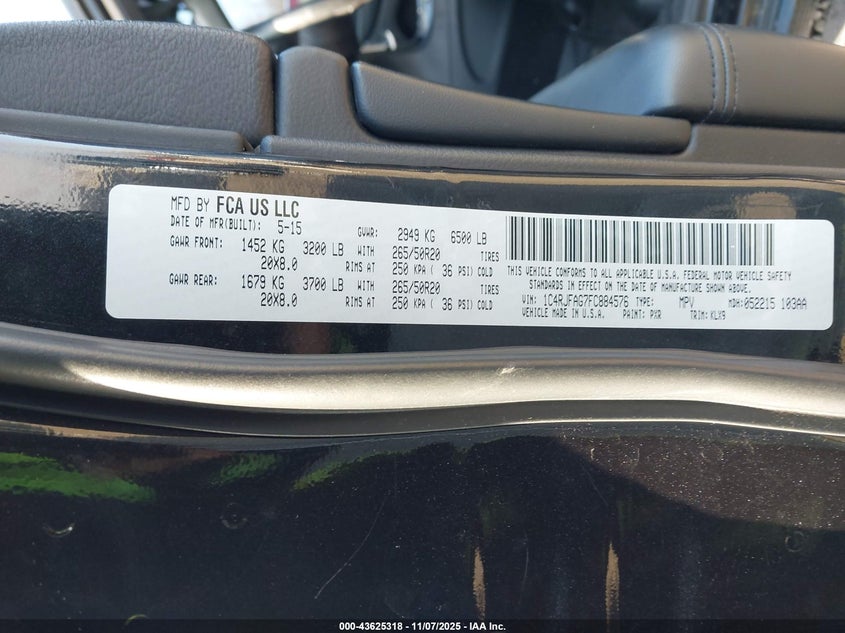 MFD BY FCA US LLC
DATE OF MFR(BUILT): 5-15 GVWR: 2949 KG 6500 LB
GAWR FRONT: 1452 KG 3200 LB WITH 265/50R20 TIRES
20X8.0 RIMS AT 250 KPA ( 36 PSI) COLD
GAWR REAR: 1679 KG 3700 LB WITH 265/50R20 TIRES
20X8.0 RIMS AT 250 KPA ( 36 PSI) COLD
THIS VEHICLE CONFORMS TO ALL APPLICABLE U.S.A. FEDERAL MOTOR VEHICLE SAFETY
STANDARDS IN EFFECT ON THE DATE OF MANUFACTURE SHOWN ABOVE.
VIN: 1C4RJFAG7FC884576 TYPE: MPV MDH: 052215 103AA
VEHICLE MADE IN U.S.A. PAINT: PXR TRIM: KLX9
000-43625318 - 11/07/2025 - IAA Inc.